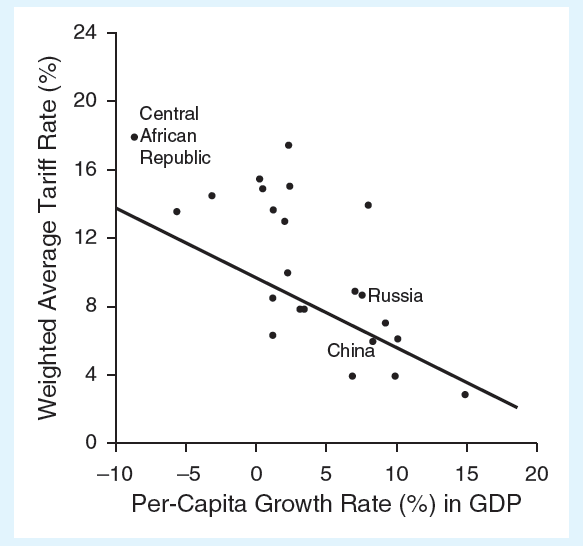 Weighted Average Tariff Rate (%)
24
20
16
12
8
4
0
Central
African
Republic
Russia
China
−10
−5
0
5
10
15
20
Per-Capita Growth Rate (%) in GDP